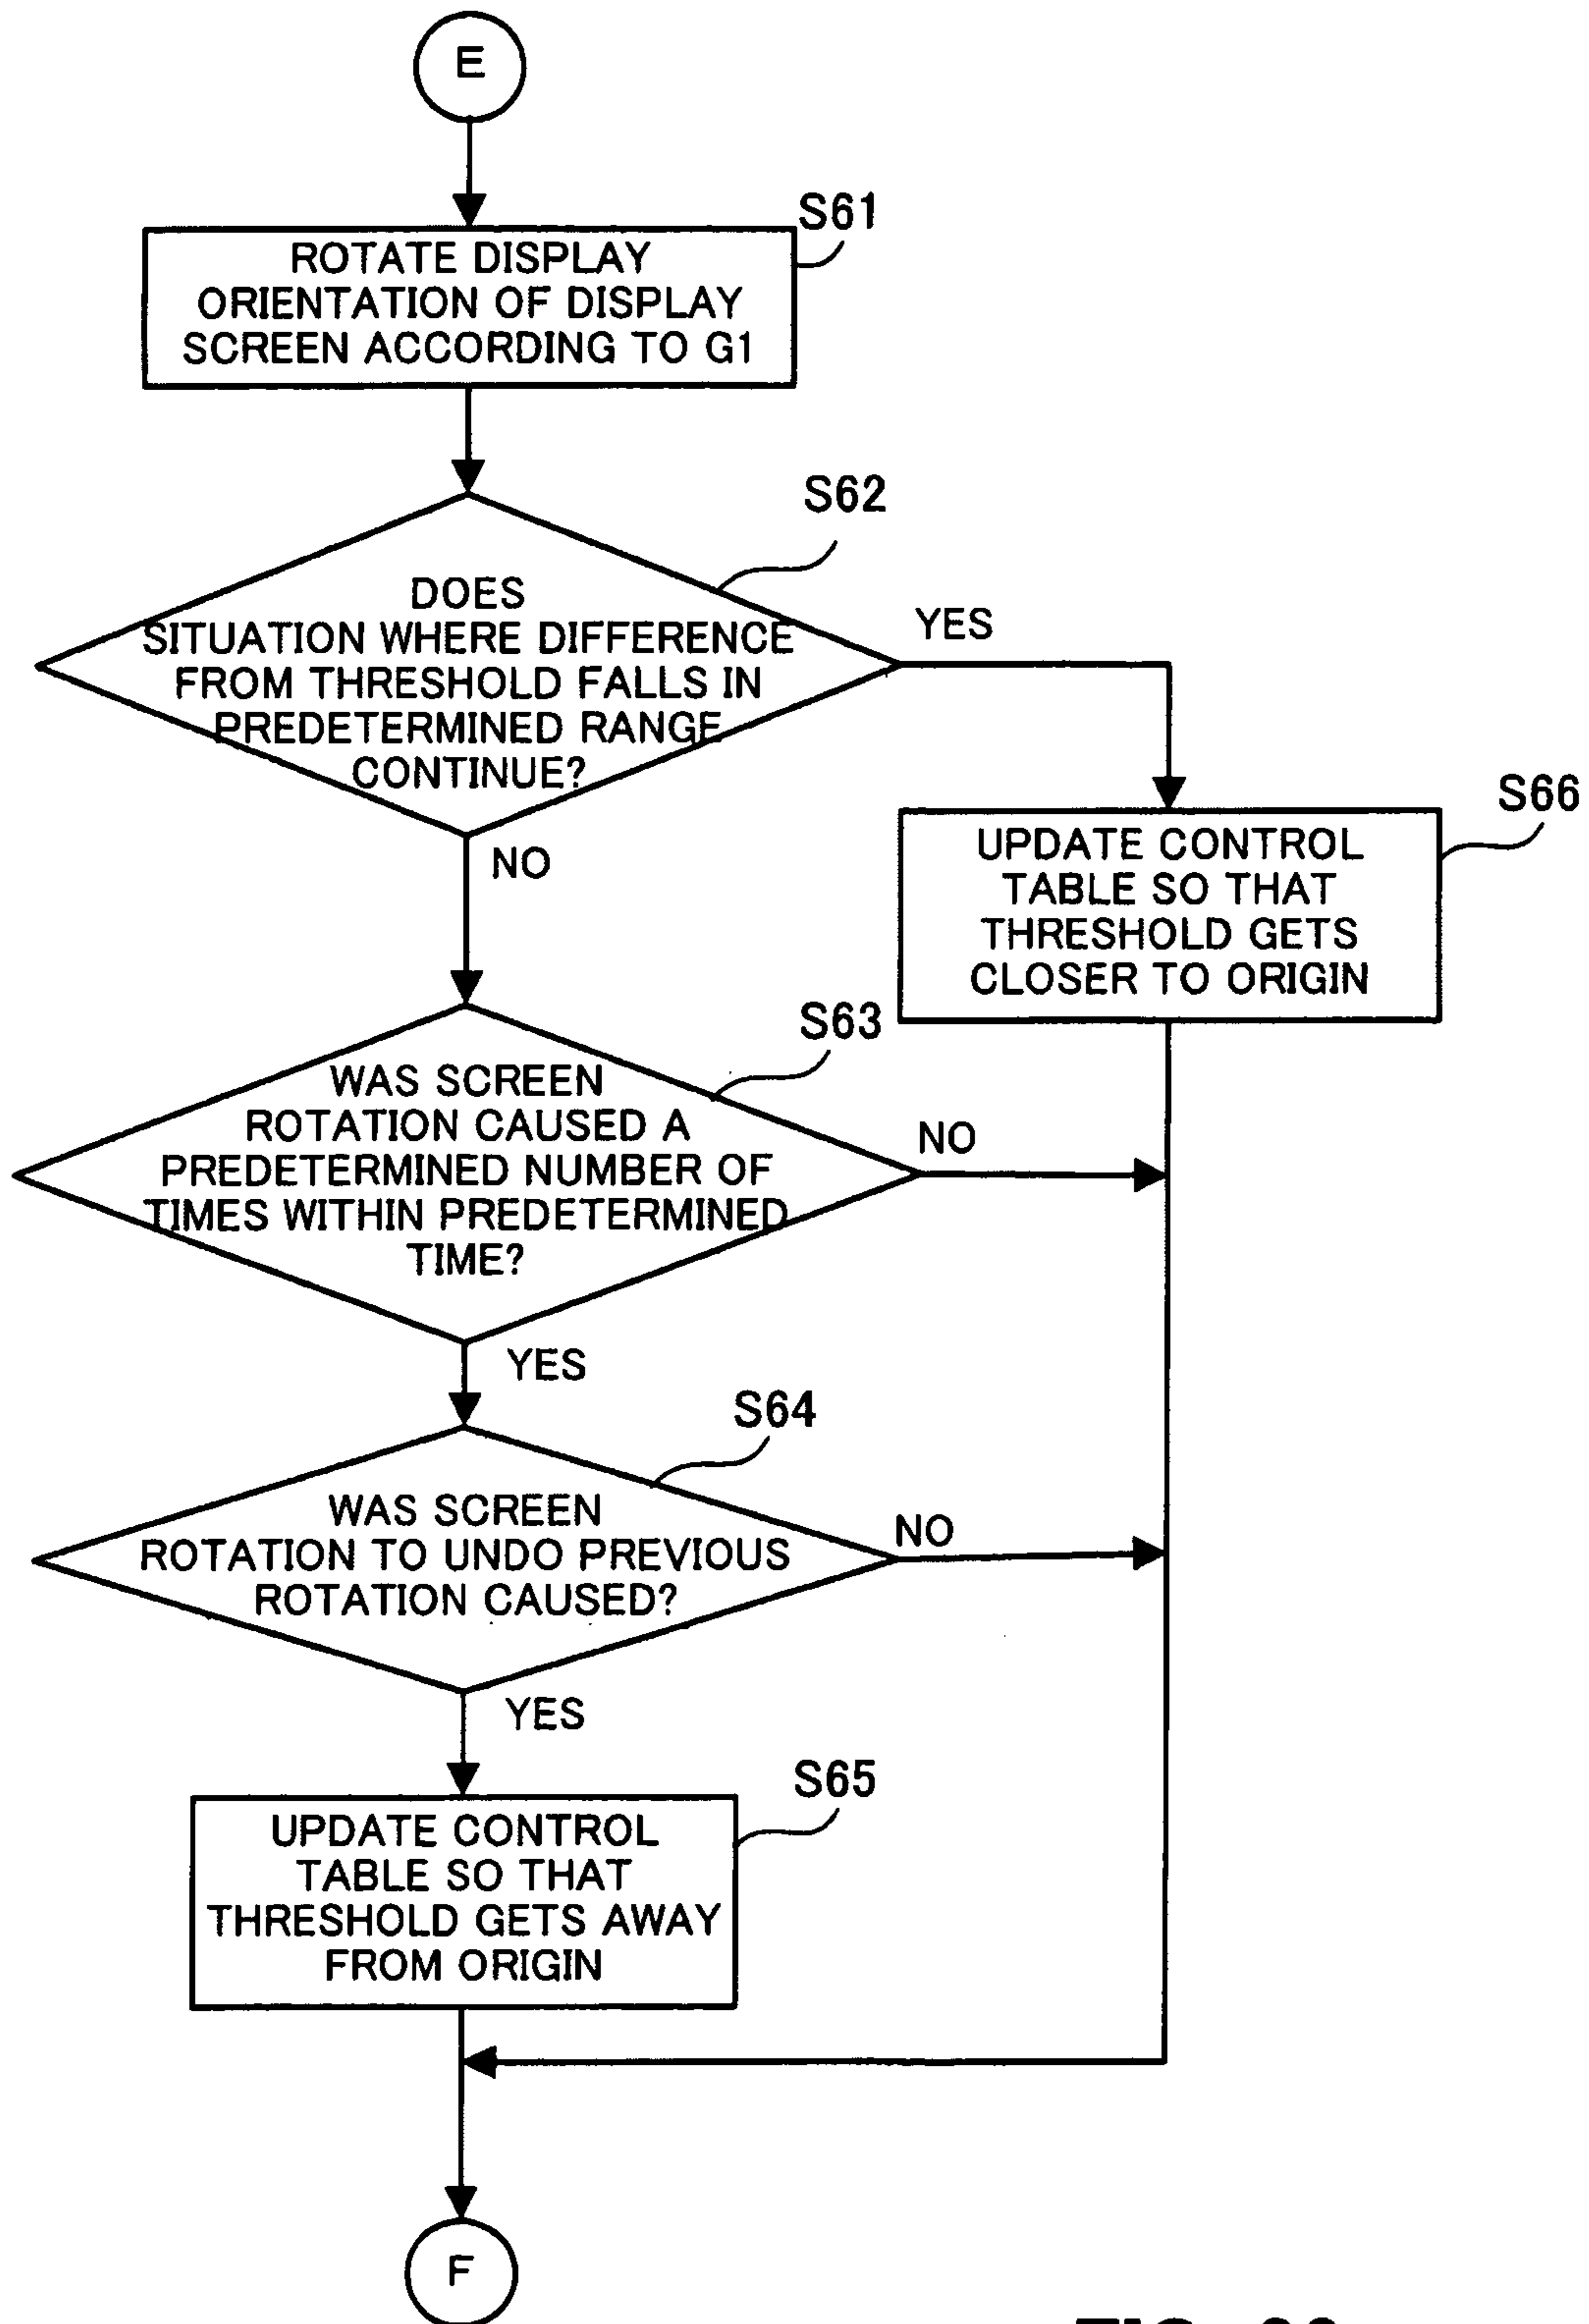 E
S61
ROTATE DISPLAY
ORIENTATION OF DISPLAY
SCREEN ACCORDING TO G1
S62
DOES
SITUATION WHERE DIFFERENCE
FROM THRESHOLD FALLS IN
PREDETERMINED RANGE
CONTINUE?
YES
NO
S66
UPDATE CONTROL
TABLE SO THAT
THRESHOLD GETS
CLOSER TO ORIGIN
S63
WAS SCREEN
ROTATION CAUSED A
PREDETERMINED NUMBER OF
TIMES WITHIN PREDETERMINED
TIME?
NO
YES
S64
WAS SCREEN
ROTATION TO UNDO PREVIOUS
ROTATION CAUSED?
NO
YES
S65
UPDATE CONTROL
TABLE SO THAT
THRESHOLD GETS AWAY
FROM ORIGIN
F